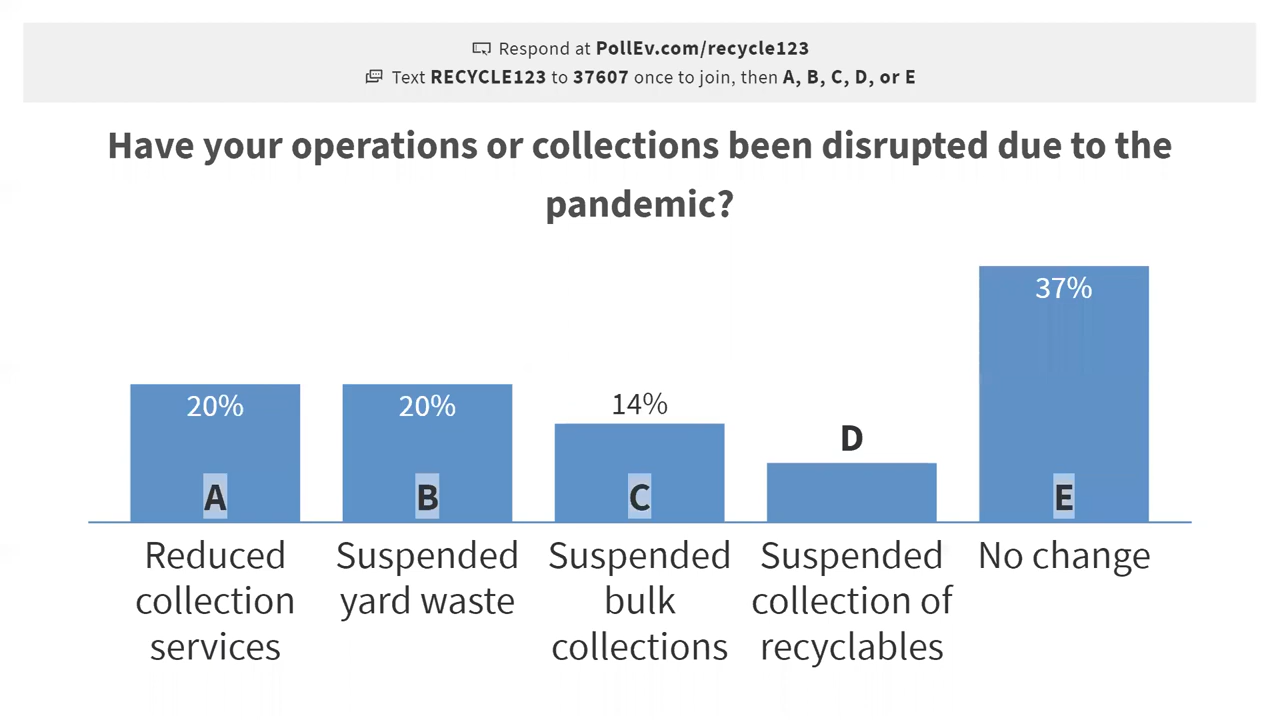 Respond at PollEv.com/recycle123
Text RECYCLE123 to 37607 once to join, then A, B, C, D, or E
Have your operations or collections been disrupted due to the
pandemic?
37%
20%
20%
14%
D
A
B
C
E
Reduced
collection
services
Suspended
yard waste
Suspended
bulk
collections
Suspended
collection of
recyclables
No change